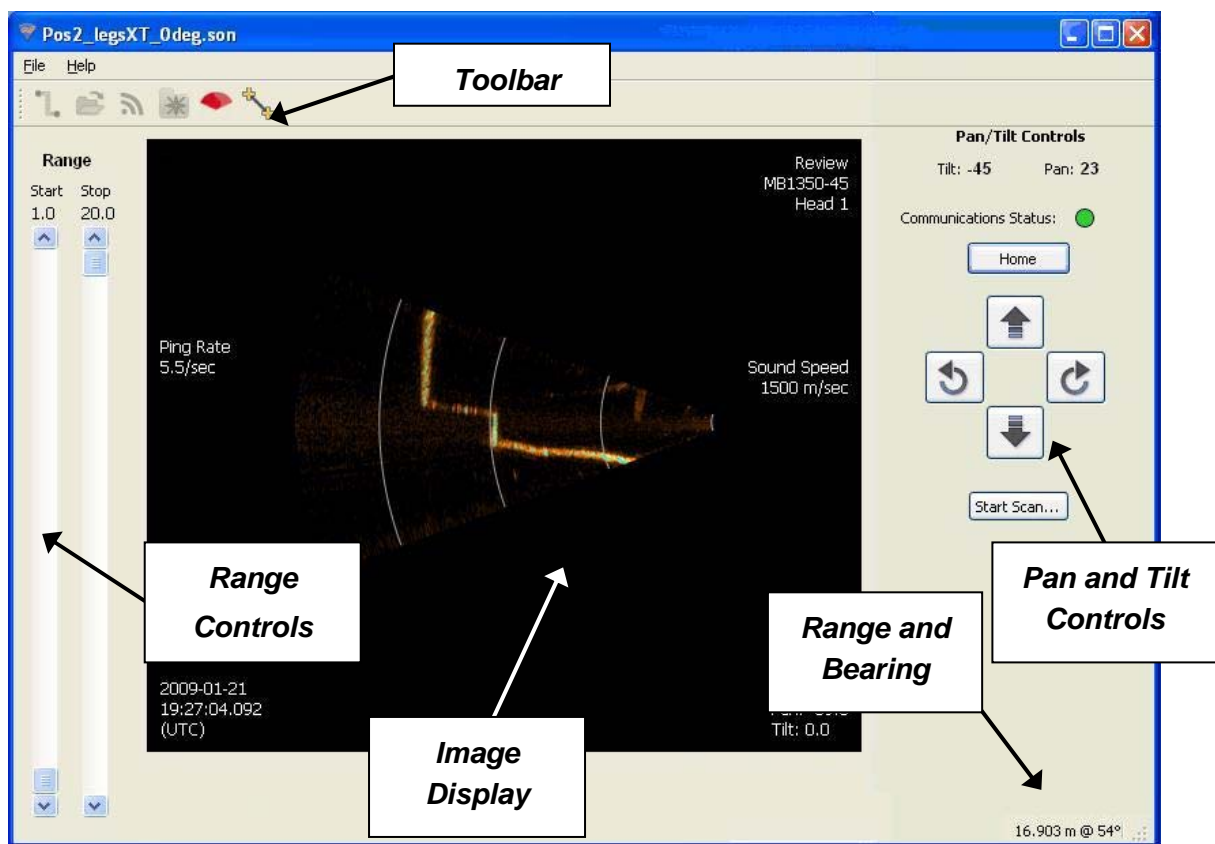 Pos2_legsXT_0deg.son
File Help
Toolbar
Range
Start Stop
1.0 20.0
Review
MB1350-45
Head 1
Ping Rate
5.5/sec
Sound Speed
1500 m/sec
2009-01-21
19:27:04.092
(UTC)
Tilt: 0.0
Pan/Tilt Controls
Tilt: -45 Pan: 23
Communications Status:
Home
Start Scan...
Range
Controls
Image
Display
Range and
Bearing
Pan and Tilt
Controls
16.903 m @ 54°